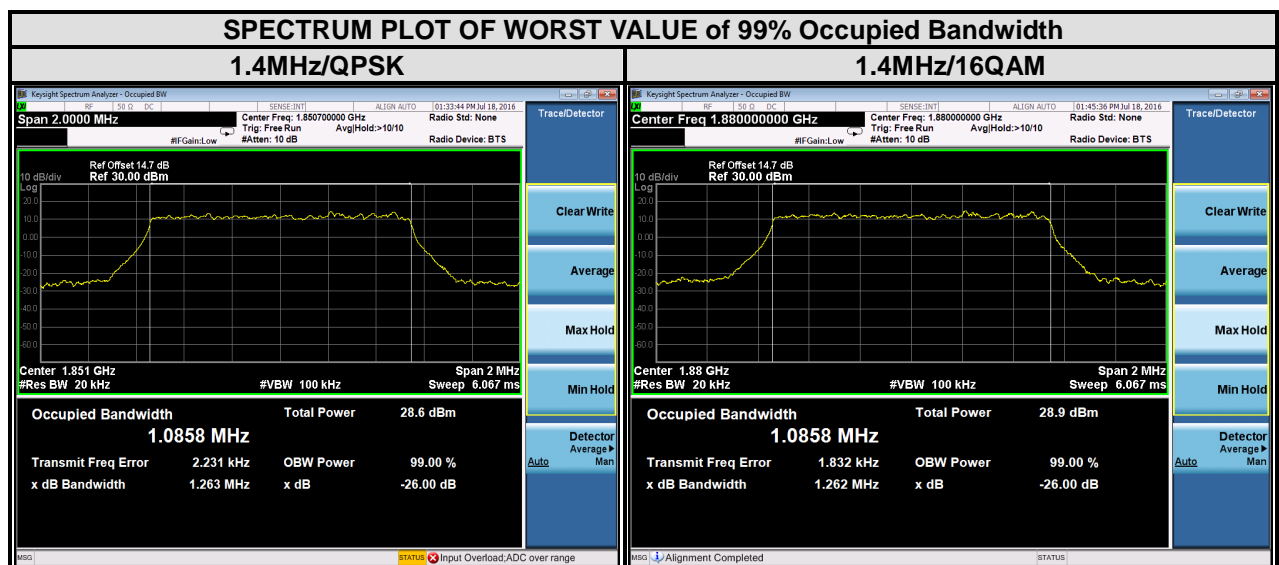 SPECTRUM PLOT OF WORST VALUE of 99% Occupied Bandwidth
1.4MHz/QPSK
1.4MHz/16QAM
Keysight Spectrum Analyzer - Occupied BW
LXI RF 50 Ω DC SENSE:INT ALIGN AUTO 01:33:44 PM Jul 18, 2016
Span 2.0000 MHz
Center Freq: 1.850700000 GHz
Radio Std: None
Trig: Free Run Avg|Hold:>10/10
#IFGain:Low #Atten: 10 dB Radio Device: BTS
Ref Offset 14.7 dB
10 dB/div Ref 30.00 dBm
Log
20.0
10.0
0.00
-10.0
-20.0
-30.0
-40.0
-50.0
-60.0
Center 1.851 GHz Span 2 MHz
#Res BW 20 kHz #VBW 100 kHz Sweep 6.067 ms
Occupied Bandwidth Total Power 28.6 dBm
1.0858 MHz
Transmit Freq Error 2.231 kHz OBW Power 99.00 %
x dB Bandwidth 1.263 MHz x dB -26.00 dB
MSG STATUS Input Overload;ADC over range
Trace/Detector
Clear Write
Average
Max Hold
Min Hold
Detector
Average
Auto Man
Keysight Spectrum Analyzer - Occupied BW
LXI RF 50 Ω DC SENSE:INT ALIGN AUTO 01:45:36 PM Jul 18, 2016
Center Freq 1.880000000 GHz
Center Freq: 1.880000000 GHz
Radio Std: None
Trig: Free Run Avg|Hold:>10/10
#IFGain:Low #Atten: 10 dB Radio Device: BTS
Ref Offset 14.7 dB
10 dB/div Ref 30.00 dBm
Log
20.0
10.0
0.00
-10.0
-20.0
-30.0
-40.0
-50.0
-60.0
Center 1.88 GHz Span 2 MHz
#Res BW 20 kHz #VBW 100 kHz Sweep 6.067 ms
Occupied Bandwidth Total Power 28.9 dBm
1.0858 MHz
Transmit Freq Error 1.832 kHz OBW Power 99.00 %
x dB Bandwidth 1.262 MHz x dB -26.00 dB
MSG Alignment Completed STATUS
Trace/Detector
Clear Write
Average
Max Hold
Min Hold
Detector
Average
Auto Man